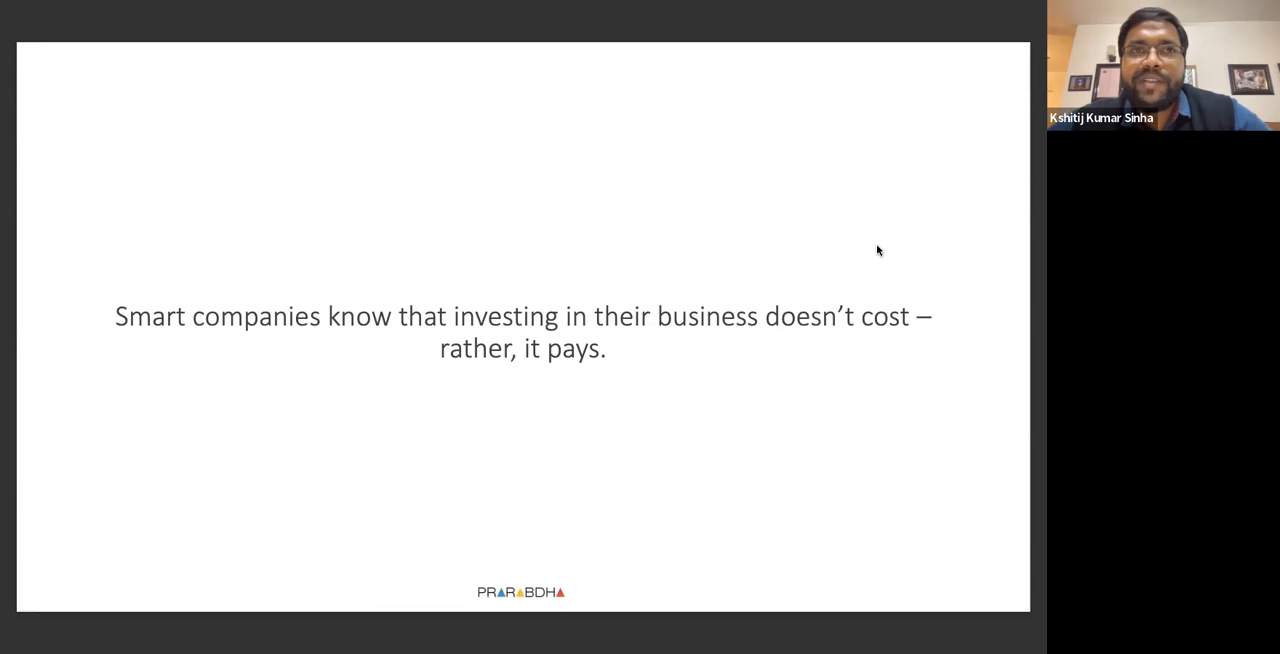 Kshitij Kumar Sinha
Smart companies know that investing in their business doesn’t cost –
rather, it pays.
PRARABDHA